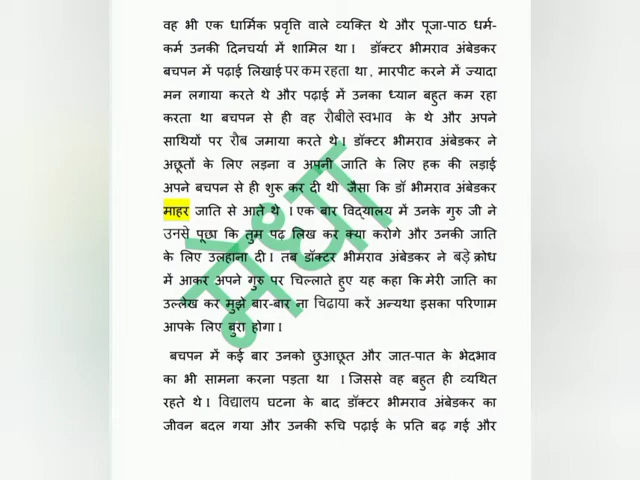 वह भी एक धार्मिक प्रवृत्ति वाले व्यक्ति थे और पूजा-पाठ धर्म-
कर्म उनकी दिनचर्या में शामिल था। डॉक्टर भीमराव अंबेडकर
बचपन में पढ़ाई लिखाई पर कम रहता था, मारपीट करने में ज्यादा
मन लगाया करते थे और पढ़ाई में उनका ध्यान बहुत कम रहा
करता था बचपन से ही वह रौबीले स्वभाव के थे और अपने
साथियों पर रौब जमाया करते थे। डॉक्टर भीमराव अंबेडकर ने
अछूतों के लिए लड़ना व अपनी जाति के लिए हक की लड़ाई
अपने बचपन से ही शुरू कर दी थी जैसा कि डॉ भीमराव अंबेडकर
माहर जाति से आते थे ।एक बार विद्यालय में उनके गुरु जी ने
उनसे पूछा कि तुम पढ़ लिख कर क्या करोगे और उनकी जाति
के लिए उलहाना दी। तब डॉक्टर भीमराव अंबेडकर ने बड़े क्रोध
में आकर अपने गुरु पर चिल्लाते हुए यह कहा कि मेरी जाति का
उल्लेख कर मुझे बार-बार ना चिढाया करें अन्यथा इसका परिणाम
आपके लिए बुरा होगा।
बचपन में कई बार उनको छुआछूत और जात-पात के भेदभाव
का भी सामना करना पड़ता था ।जिससे वह बहुत ही व्यथित
रहते थे। विद्यालय घटना के बाद डॉक्टर भीमराव अंबेडकर का
जीवन बदल गया और उनकी रूचि पढ़ाई के प्रति बढ़ गई और
मेधा